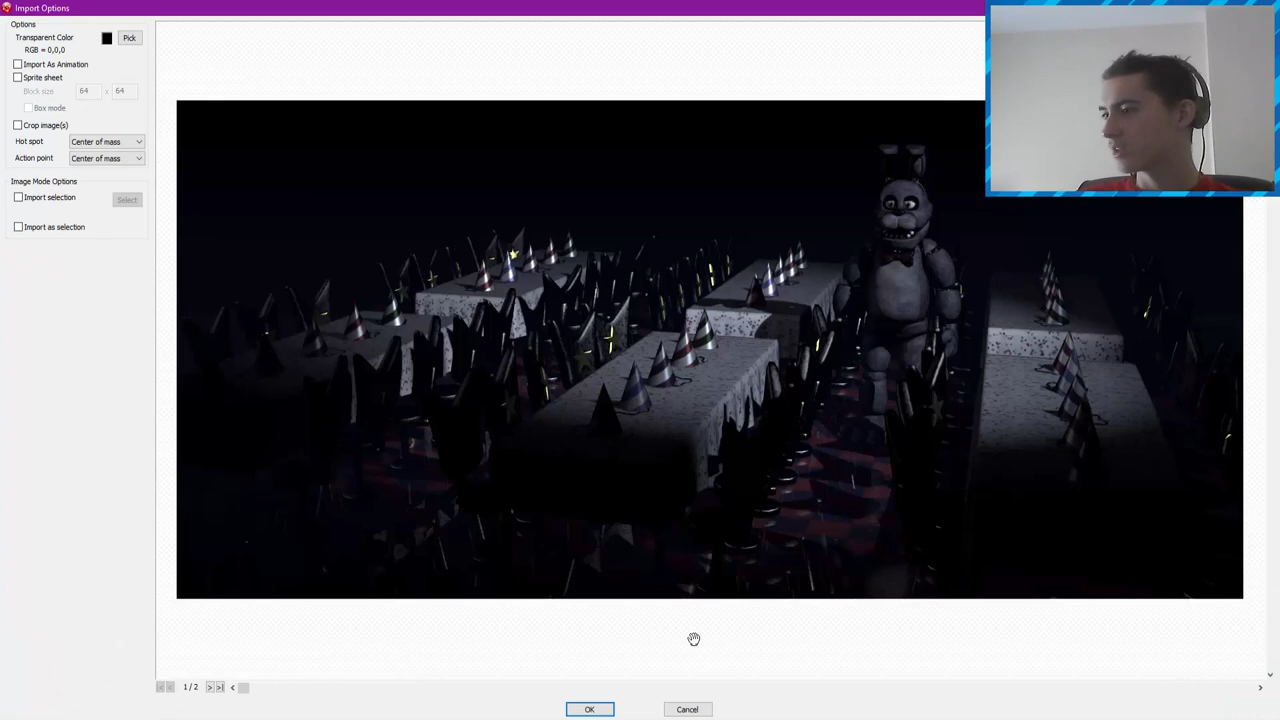 Import Options
Options
Transparent Color
Pick
RGB = 0,0,0
Import As Animation
Sprite sheet
Block size 64 x 64
Box mode
Crop image(s)
Hot spot Center of mass
Action point Center of mass
Image Mode Options
Import selection Select
Import as selection
1 / 2
OK Cancel